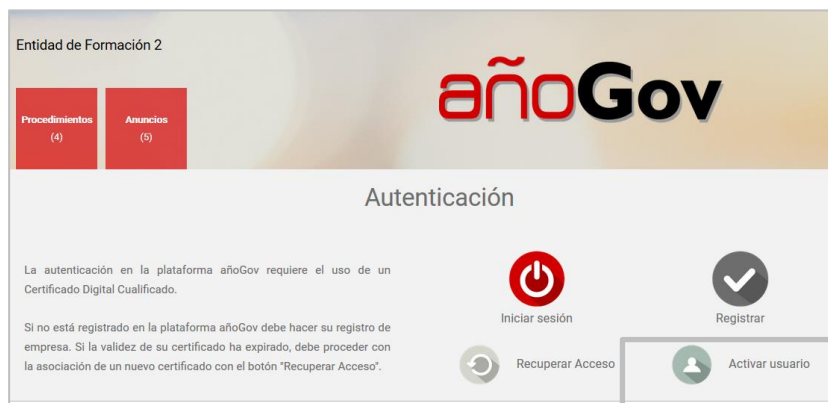 Entidad de Formación 2
añoGov
Procedimientos
(4)
Anuncios
(5)
Autenticación
La autenticación en la plataforma añoGov requiere el uso de un
Certificado Digital Cualificado.
Si no está registrado en la plataforma añoGov debe hacer su registro de
empresa. Si la validez de su certificado ha expirado, debe proceder con
la asociación de un nuevo certificado con el botón "Recuperar Acceso".
Iniciar sesión
Registrar
Recuperar Acceso
Activar usuario